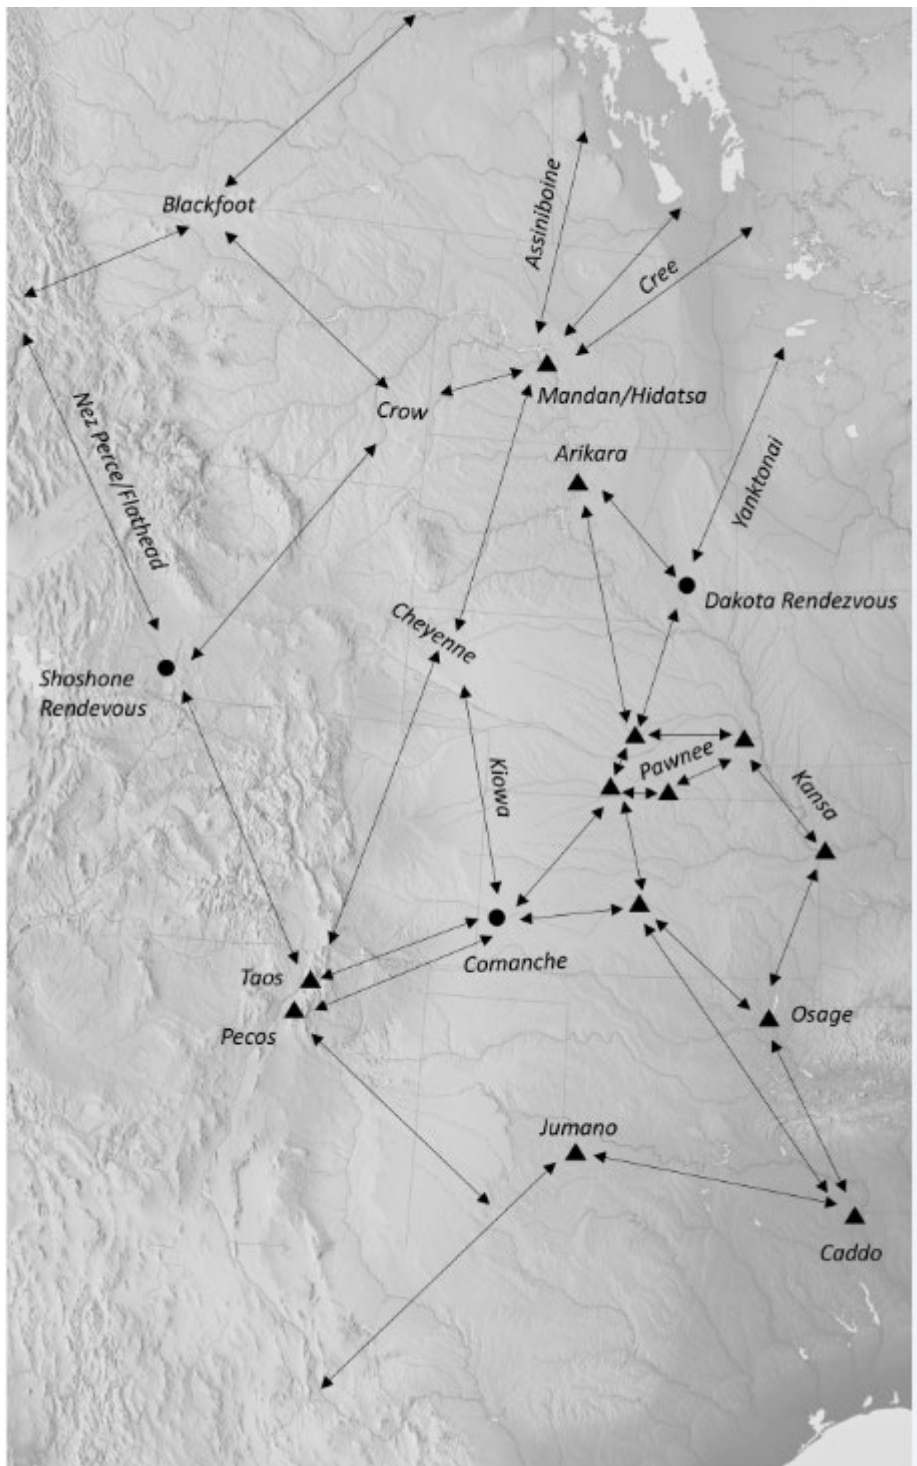 Blackfoot
Assiniboine
Cree
Mandan/Hidatsa
Crow
Nez Perce/Flathead
Arikara
Yanktonai
Dakota Rendezvous
Cheyenne
Shoshone
Rendevous
Pawnee
Kiowa
Kansa
Comanche
Taos
Pecos
Osage
Jumano
Caddo